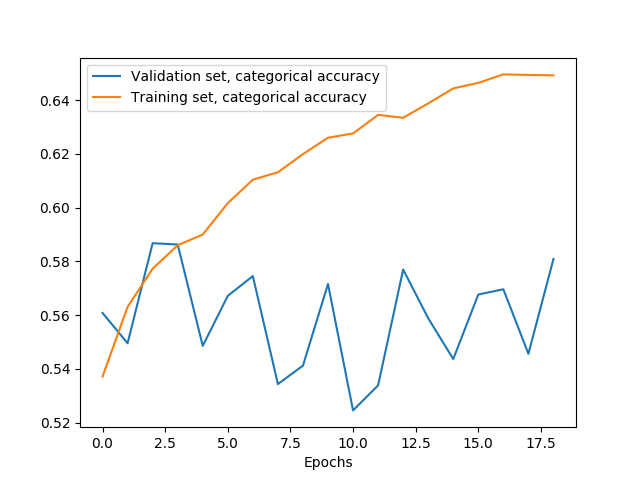 Validation set, categorical accuracy
Training set, categorical accuracy
0.64
0.62
0.60
0.58
0.56
0.54
0.52
0.0 2.5 5.0 7.5 10.0 12.5 15.0 17.5
Epochs